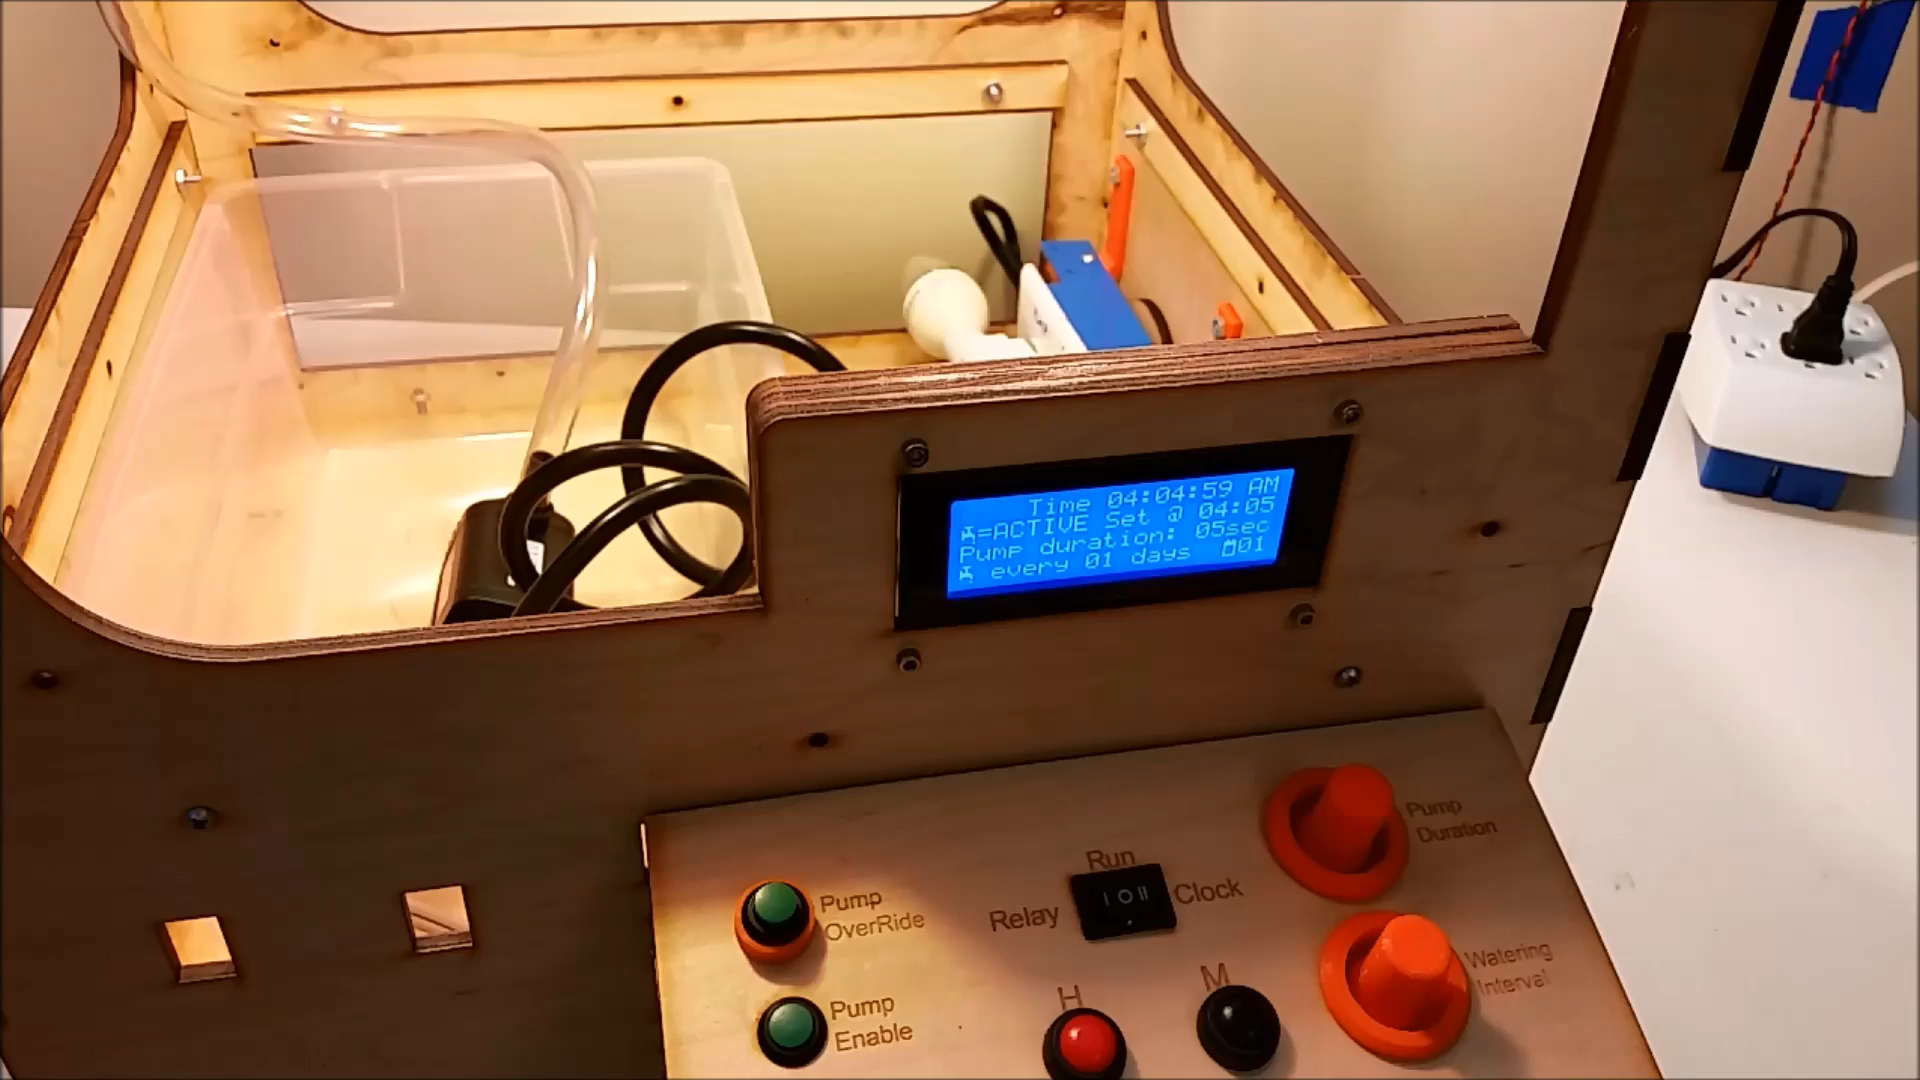 Time 04:04:59 AM
=ACTIVE Set @ 04:05
Pump duration: 05sec
every 01 days 01
Pump
Duration
Run
Relay
Clock
I O II
Pump
OverRide
Watering
Interval
H
M
Pump
Enable